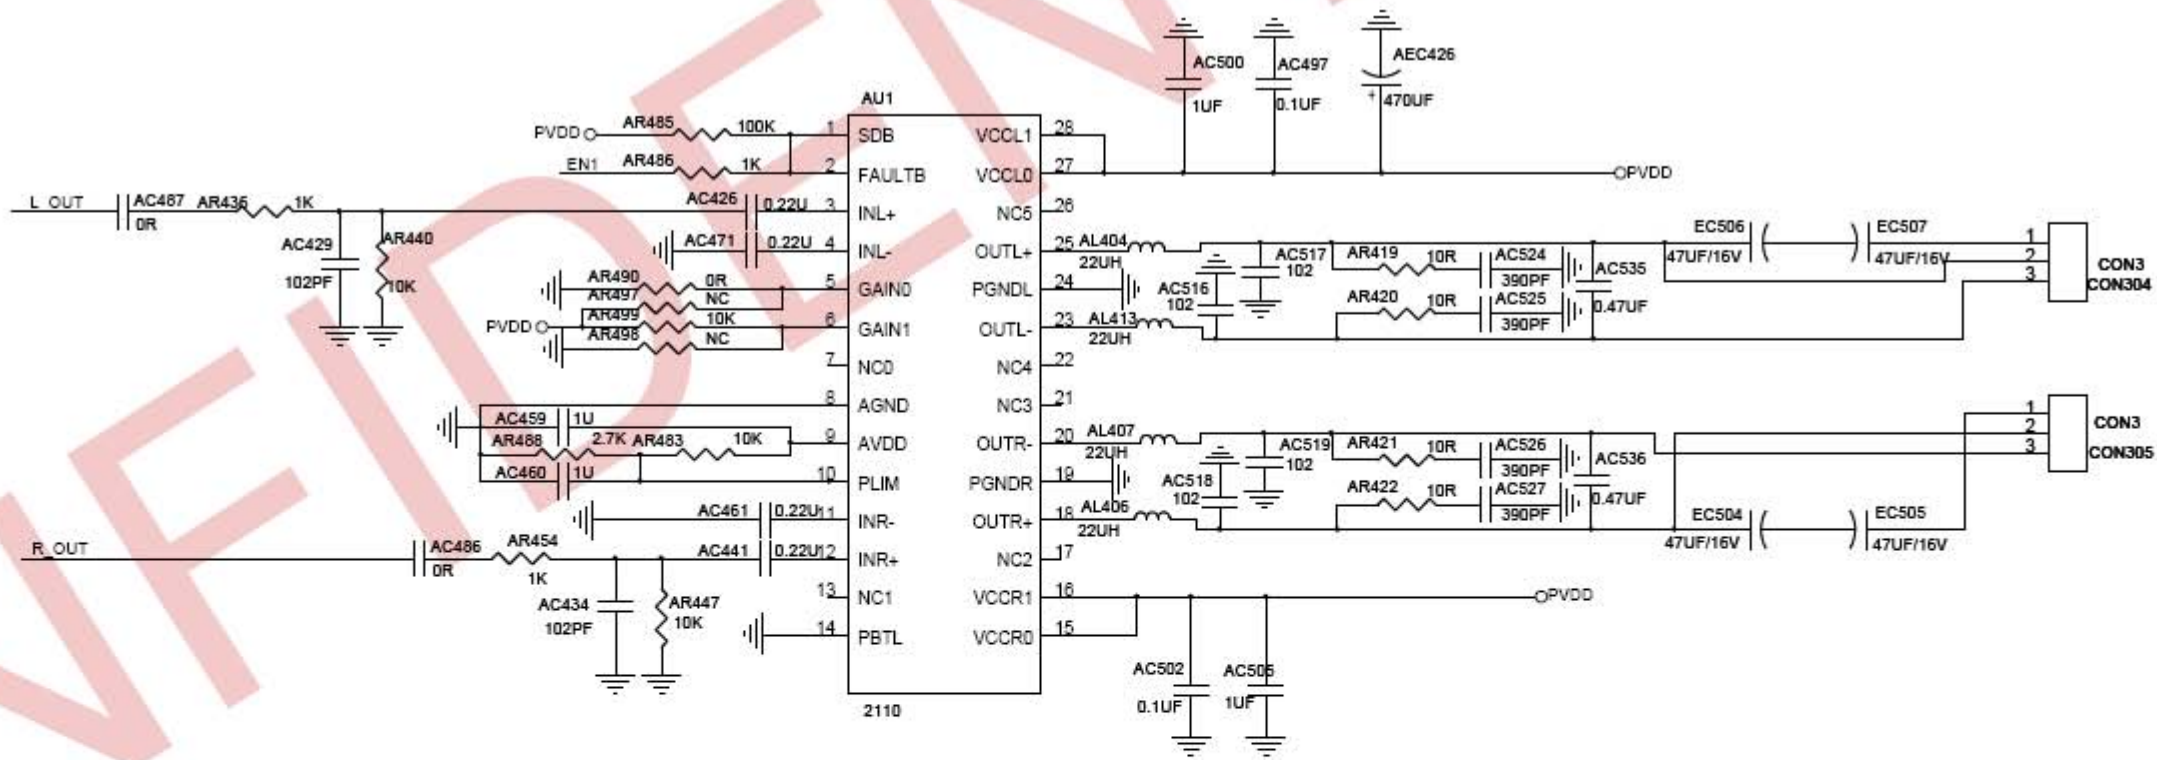 AC500
1UF
AC497
0.1UF
AEC426
+ 470UF
AU1
PVDD AR485 100K 1 SDB
EN1 AR486 1K 2 FAULTB
L_OUT AC487 0R AR436 1K
AC426 0.22U 3 INL+
AC471 0.22U 4 INL-
AC429
102PF
AR440
10K
AR490 0R 5 GAIN0
AR497 NC
PVDD AR499 10K 6 GAIN1
AR498 NC
7 NC0
8 AGND
AC459 1U
AR488 2.7K AR483 10K 9 AVDD
AC460 1U 10 PLIM
AC461 0.22U 11 INR-
R_OUT AC486 0R AR454 1K
AC441 0.22U 12 INR+
AC434
102PF
AR447
10K
13 NC1
14 PBTL
2110
VCCL1 28
VCCL0 27 PVDD
NC5 26
OUTL+ 25 AL404
22UH
PGNDL 24
OUTL- 23 AL413
22UH
NC4 22
NC3 21
OUTR- 20 AL407
22UH
PGNDR 19
OUTR+ 18 AL406
22UH
NC2 17
VCCR1 16 PVDD
VCCR0 15
AC516
102
AC517
102
AR419 10R AC524
390PF
AR420 10R AC525
390PF
AC535
0.47UF
EC506
47UF/16V
EC507
47UF/16V
1
2
3
CON3
CON304
AC518
102
AC519
102
AR421 10R AC526
390PF
AR422 10R AC527
390PF
AC536
0.47UF
EC504
47UF/16V
EC505
47UF/16V
1
2
3
CON3
CON305
AC502
0.1UF
AC505
1UF
NFIDEN